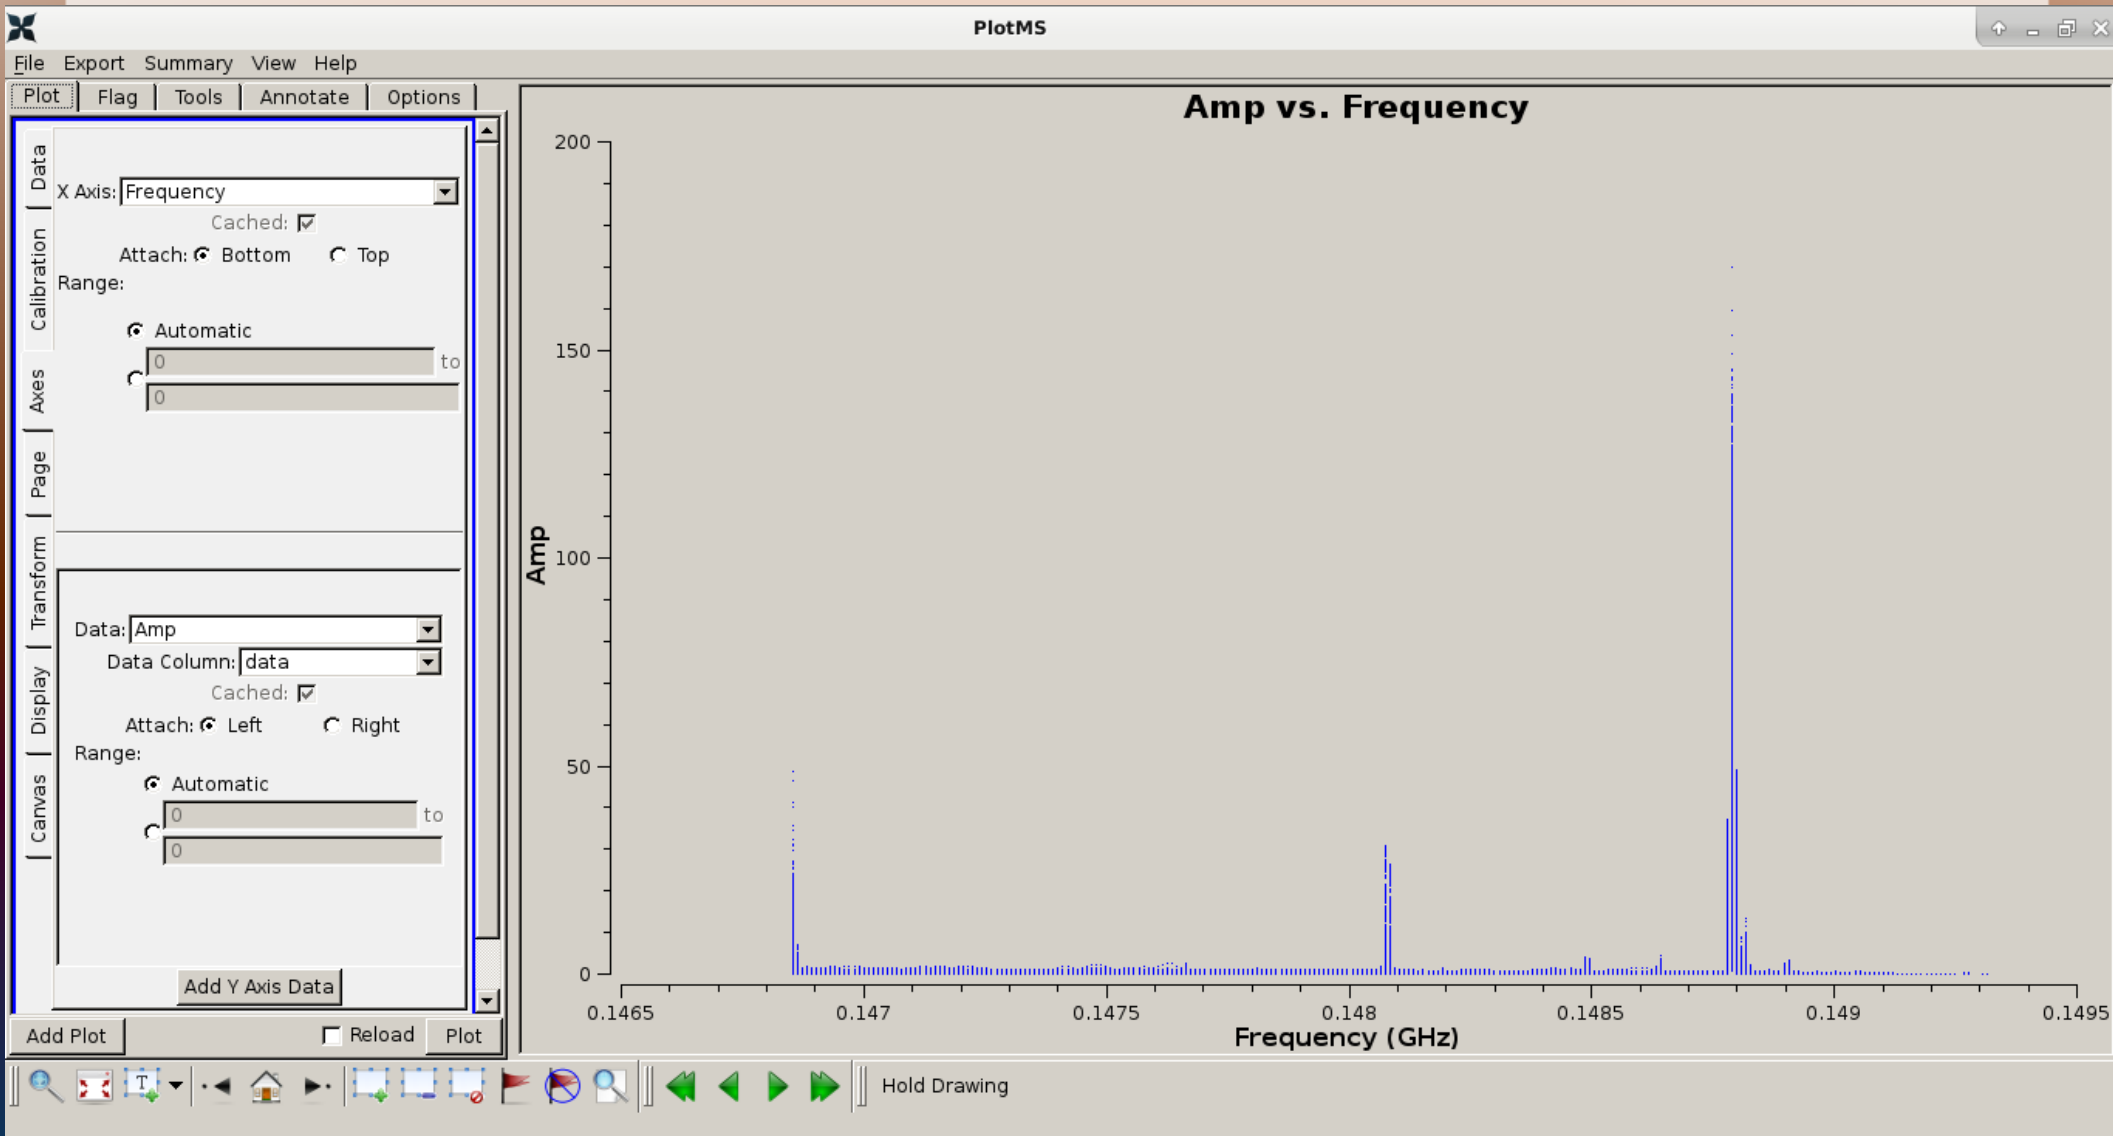 PlotMS
File Export Summary View Help
Plot Flag Tools Annotate Options
Data
Calibration
Axes
Page
Transform
Display
Canvas
X Axis: Frequency
Cached:
Attach: Bottom Top
Range:
Automatic
0 to
0
Data: Amp
Data Column: data
Cached:
Attach: Left Right
Range:
Automatic
0 to
0
Add Y Axis Data
Add Plot Reload Plot
Amp vs. Frequency
Amp
200
150
100
50
0
0.1465 0.147 0.1475 0.148 0.1485 0.149 0.1495
Frequency (GHz)
T
Hold Drawing